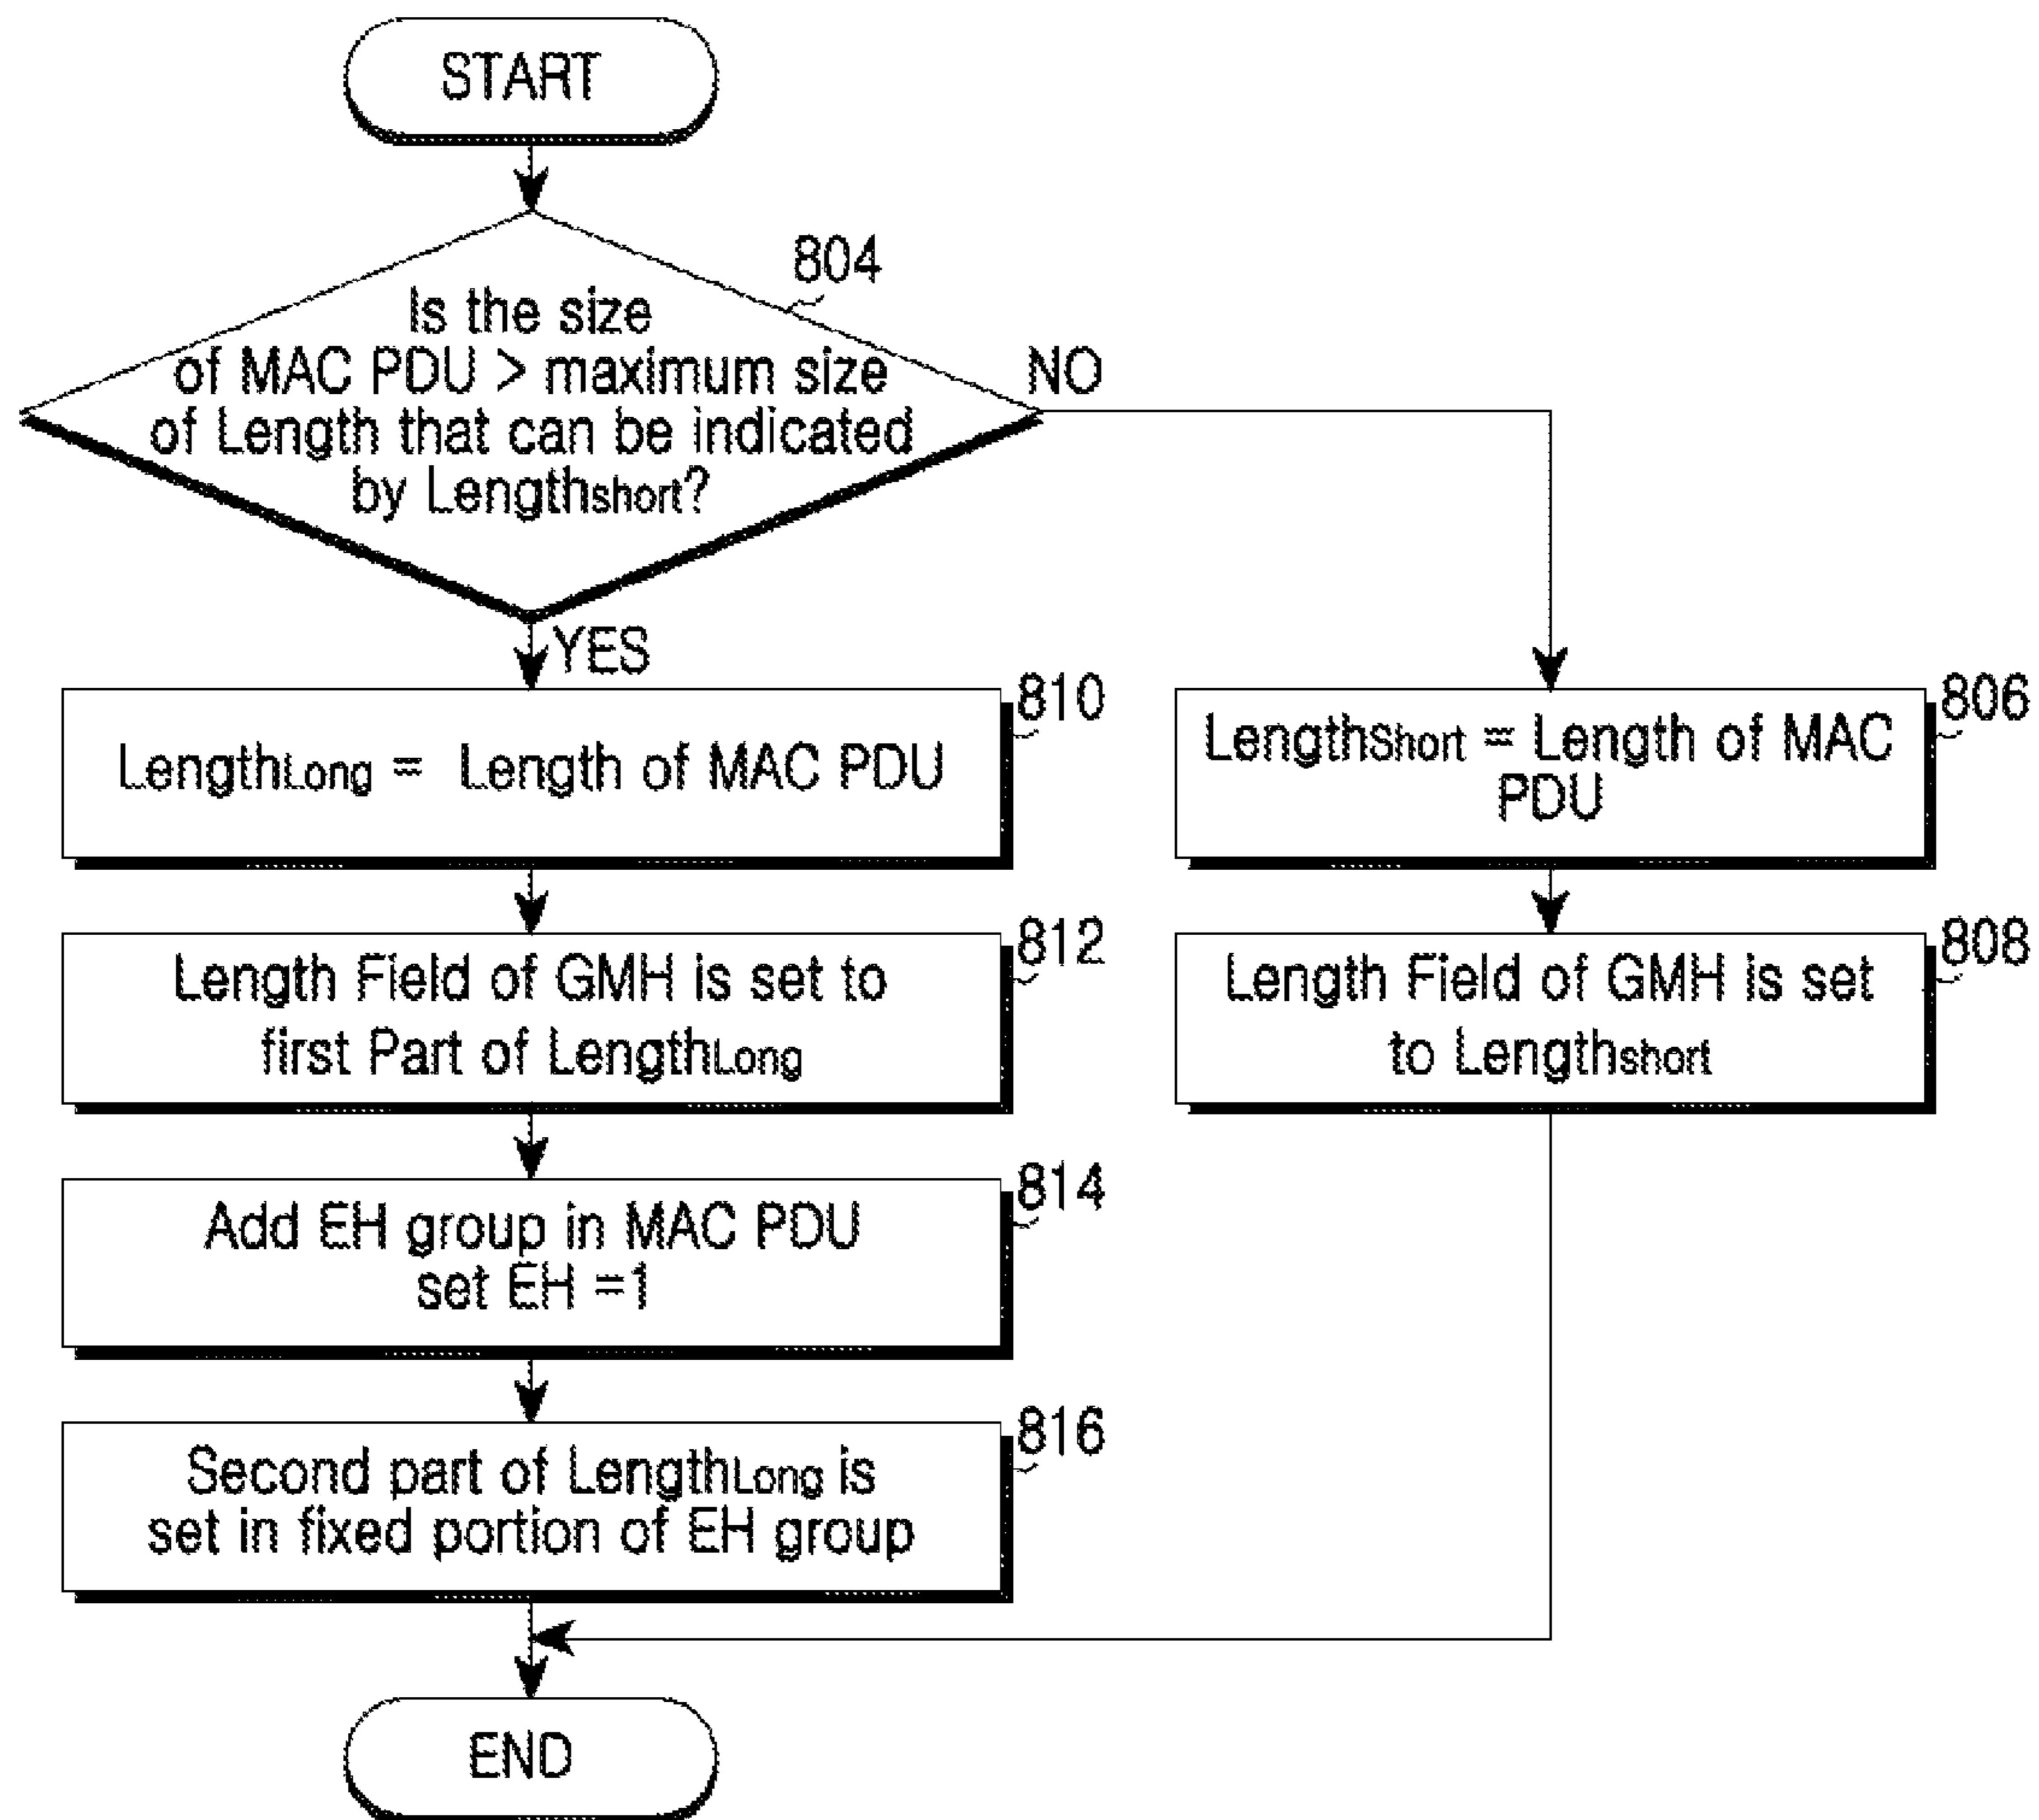 START
804
Is the size
of MAC PDU > maximum size
of Length that can be indicated
by Lengthshort?
NO
YES
810
LengthLong = Length of MAC PDU
806
LengthShort = Length of MAC
PDU
812
Length Field of GMH is set to
first Part of LengthLong
808
Length Field of GMH is set
to Lengthshort
814
Add EH group in MAC PDU
set EH =1
816
Second part of LengthLong is
set in fixed portion of EH group
END